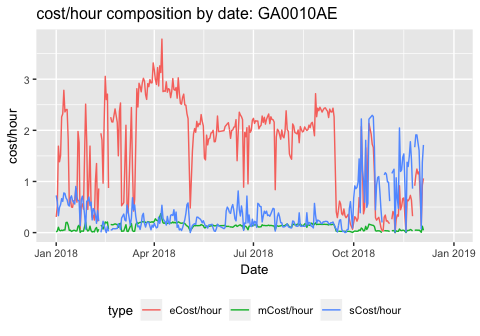 cost/hour composition by date: GA0010AE
cost/hour
3
2
1
0
Jan 2018 Apr 2018 Jul 2018 Oct 2018 Jan 2019
Date
type eCost/hour mCost/hour sCost/hour